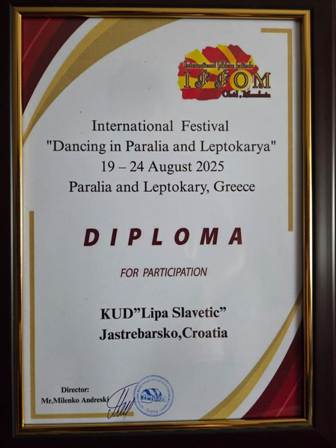 IFFOM
International Festival
"Dancing in Paralia and Leptokarya"
19 – 24 August 2025
Paralia and Leptokary, Greece
DIPLOMA
FOR PARTICIPATION
KUD"Lipa Slavetic"
Jastrebarsko,Croatia
Director:
Mr.Milenko Andreski